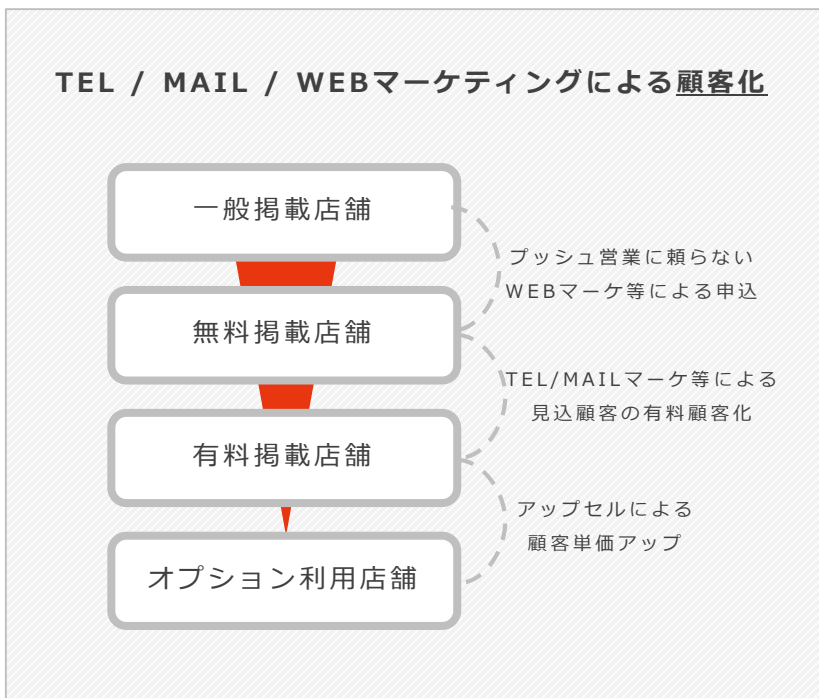 TEL / MAIL / WEBマーケティングによる顧客化
一般掲載店舗
プッシュ営業に頼らない
WEBマーケ等による申込
無料掲載店舗
TEL/MAILマーケ等による
見込顧客の有料顧客化
有料掲載店舗
アップセルによる
顧客単価アップ
オプション利用店舗